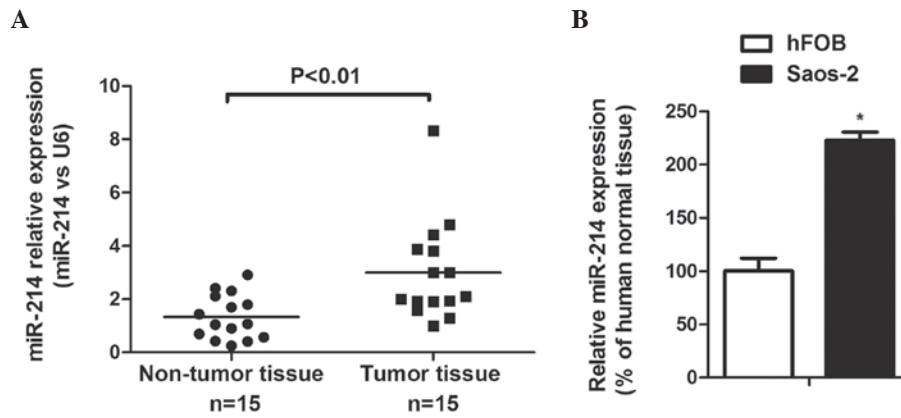 A
P<0.01
miR-214 relative expression
(miR-214 vs U6)
10
8
6
4
2
0
Non-tumor tissue
n=15
Tumor tissue
n=15
B
hFOB
Saos-2
Relative miR-214 expression
(% of human normal tissue)
250
200
150
100
50
0
*